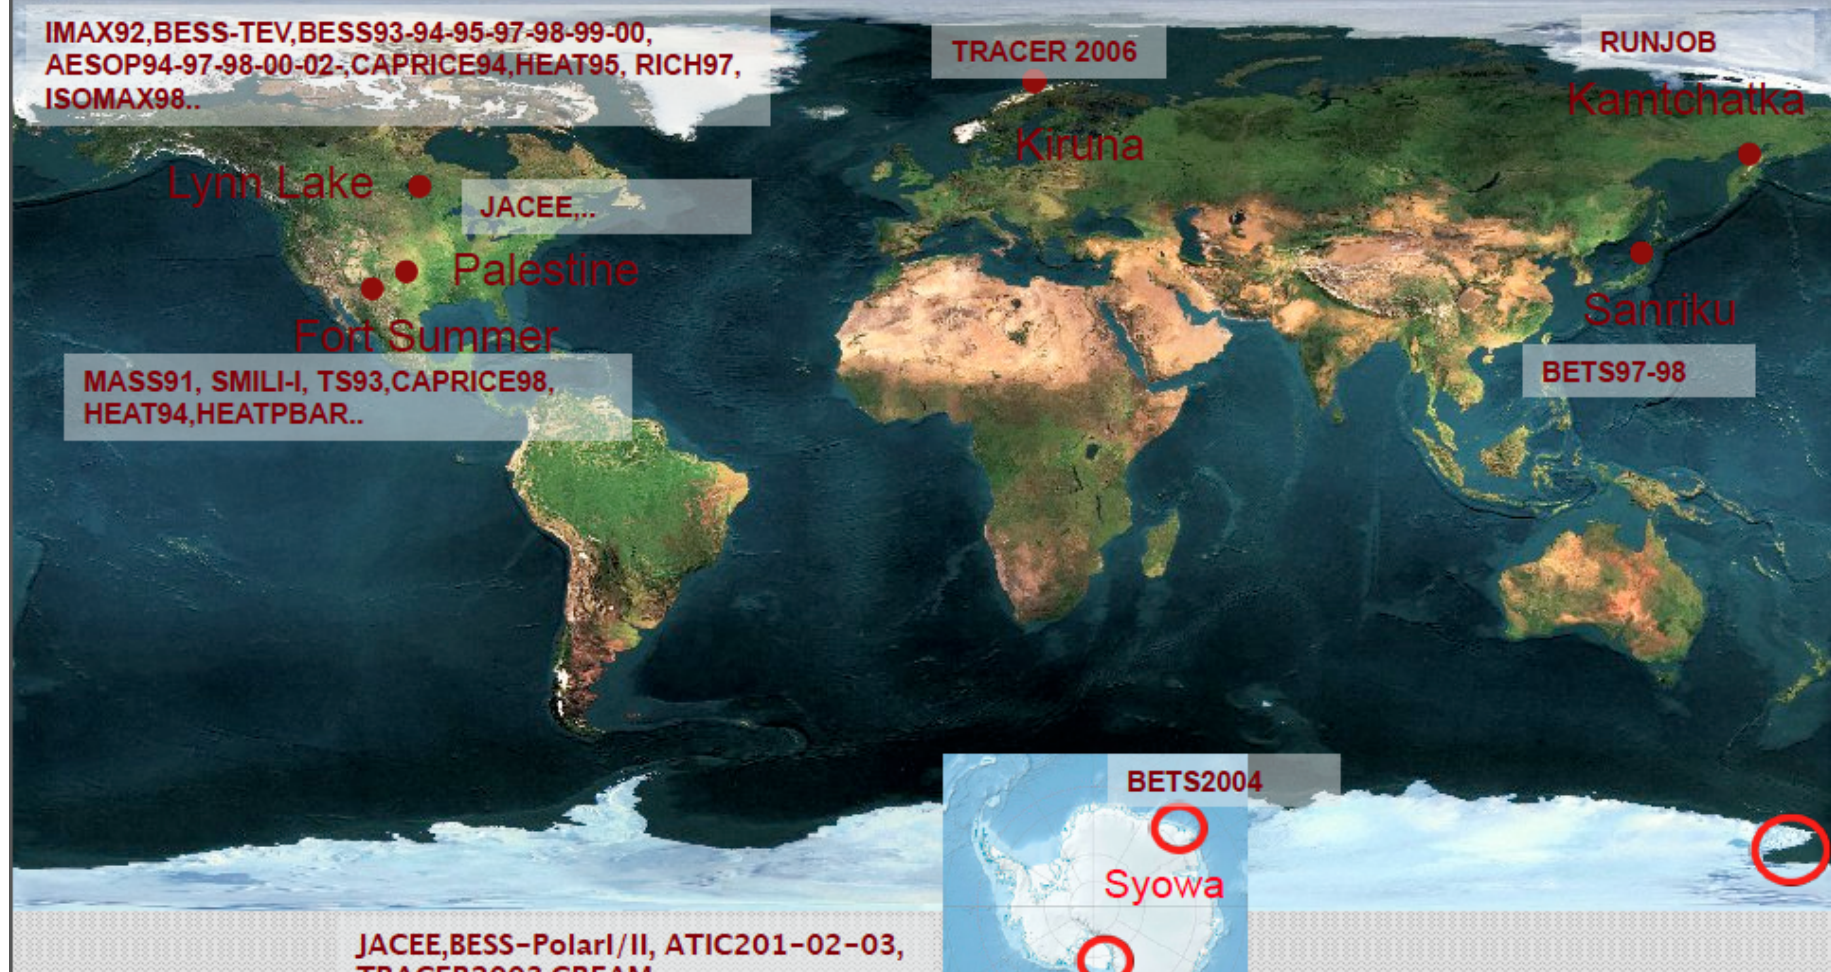 IMAX92,BESS-TEV,BESS93-94-95-97-98-99-00,
AESOP94-97-98-00-02-,CAPRICE94,HEAT95, RICH97,
ISOMAX98..
TRACER 2006
RUNJOB
Kamtchatka
Kiruna
Lynn Lake
JACEE,..
Palestine
Fort Summer
Sanriku
MASS91, SMILI-I, TS93,CAPRICE98,
HEAT94,HEATPBAR..
BETS97-98
BETS2004
Syowa
JACEE,BESS-PolarI/II, ATIC201-02-03,
TRACER2003,CREAM